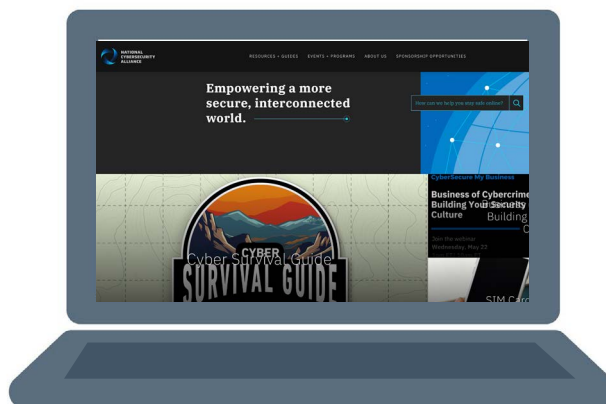 NATIONAL
CYBERSECURITY
ALLIANCE
RESOURCES + GUIDES EVENTS + PROGRAMS ABOUT US SPONSORSHIP OPPORTUNITIES
Empowering a more
secure, interconnected
world.
How can we help you stay safe online?
CYBER
SURVIVAL GUIDE
Cyber Survival Guide
CyberSecure My Business
Business of Cybercrime
Building Your Security
Culture
Join the webinar
Wednesday, May 22
Building
SIM Card